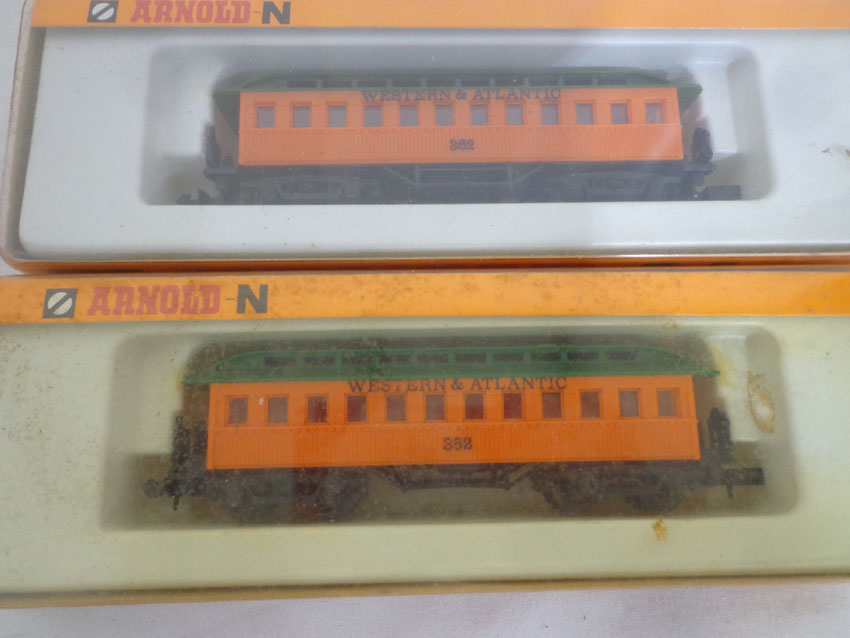 ARNOLD-N
WESTERN & ATLANTIC
362
ARNOLD-N
WESTERN & ATLANTIC
362